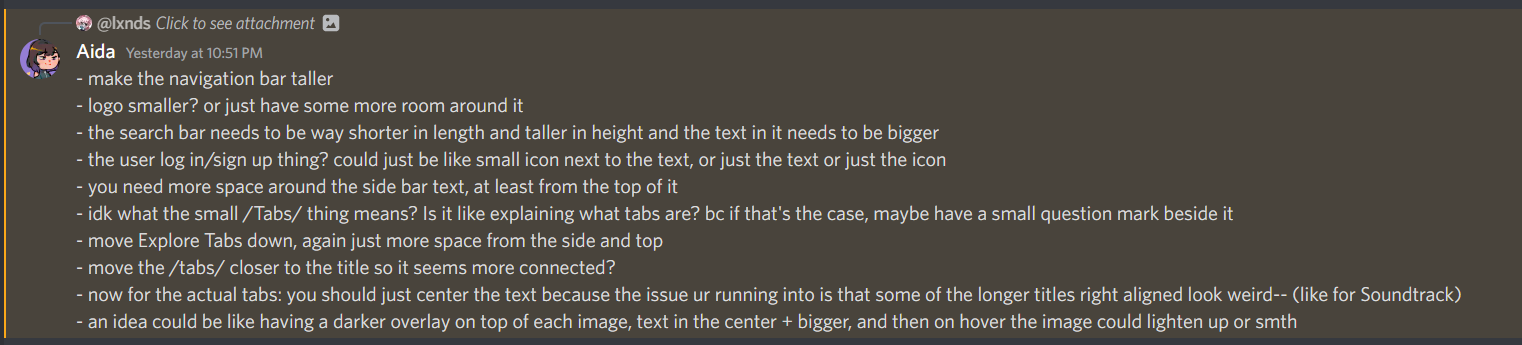 @lxnds Click to see attachment
Aida Yesterday at 10:51 PM
- make the navigation bar taller
- logo smaller? or just have some more room around it
- the search bar needs to be way shorter in length and taller in height and the text in it needs to be bigger
- the user log in/sign up thing? could just be like small icon next to the text, or just the text or just the icon
- you need more space around the side bar text, at least from the top of it
- idk what the small /Tabs/ thing means? Is it like explaining what tabs are? bc if that's the case, maybe have a small question mark beside it
- move Explore Tabs down, again just more space from the side and top
- move the /tabs/ closer to the title so it seems more connected?
- now for the actual tabs: you should just center the text because the issue ur running into is that some of the longer titles right aligned look weird-- (like for Soundtrack)
- an idea could be like having a darker overlay on top of each image, text in the center + bigger, and then on hover the image could lighten up or smth